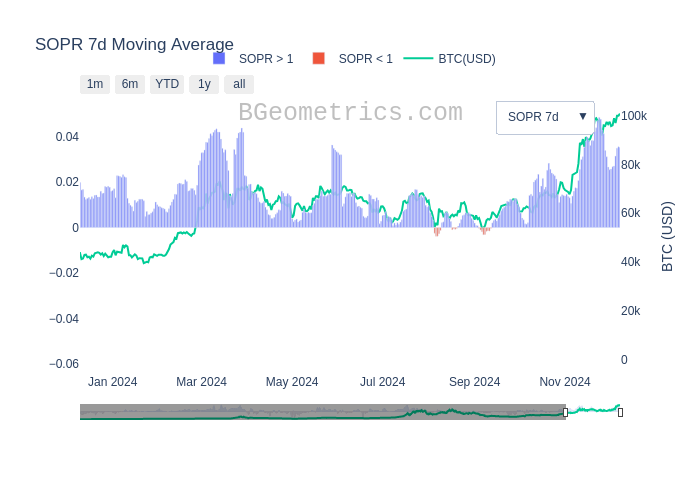 SOPR 7d Moving Average
SOPR > 1 SOPR < 1 BTC(USD)
1m 6m YTD 1y all
BGeometrics.com
SOPR 7d ▼
0.04
0.02
0
−0.02
−0.04
−0.06
100k
80k
60k
40k
20k
0
BTC (USD)
Jan 2024 Mar 2024 May 2024 Jul 2024 Sep 2024 Nov 2024